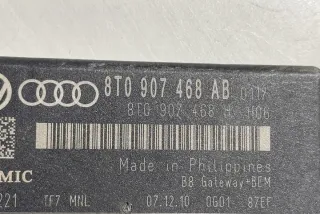 8T0 907 468 AB 0117
8T0 907 468 H H06
Made in Philippines
B8 Gateway+BEM
MIC
221 TF7 MNL 07.12.10 0G01 87EF